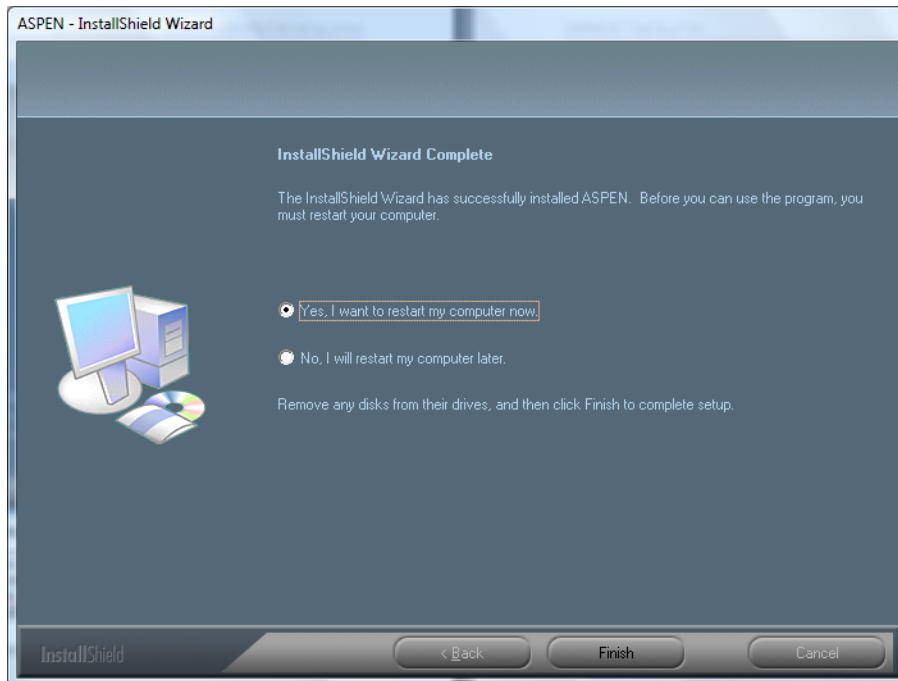 ASPEN - InstallShield Wizard
InstallShield Wizard Complete
The InstallShield Wizard has successfully installed ASPEN. Before you can use the program, you
must restart your computer.
Yes, I want to restart my computer now.
No, I will restart my computer later.
Remove any disks from their drives, and then click Finish to complete setup.
InstallShield
< Back
Finish
Cancel